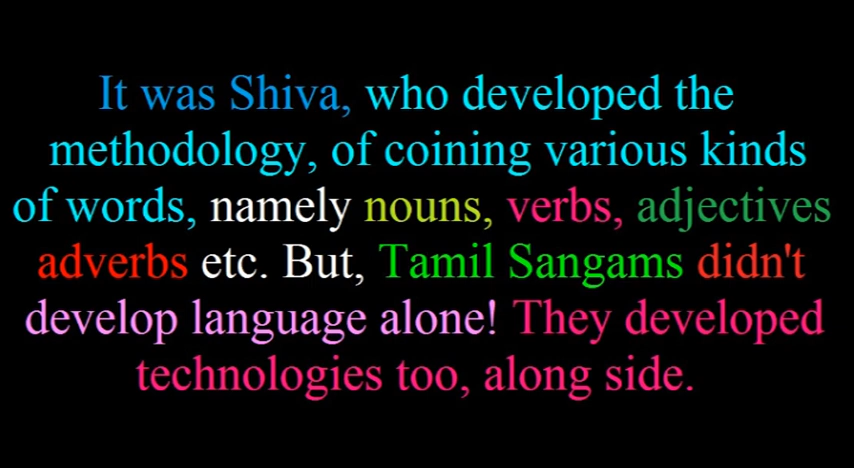 It was Shiva, who developed the
methodology, of coining various kinds
of words, namely nouns, verbs, adjectives
adverbs etc. But, Tamil Sangams didn't
develop language alone! They developed
technologies too, along side.